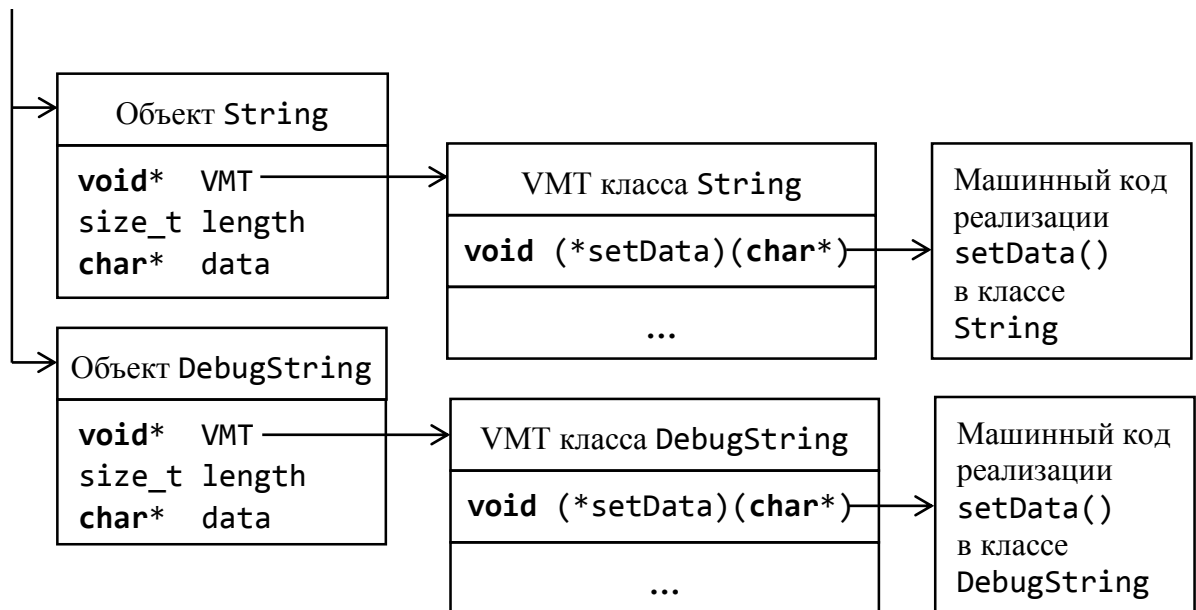 Объект String
void* VMT
size_t length
char* data
VMT класса String
void (*setData)(char*)
...
Машинный код
реализации
setData()
в классе
String
Объект DebugString
void* VMT
size_t length
char* data
VMT класса DebugString
void (*setData)(char*)
...
Машинный код
реализации
setData()
в классе
DebugString